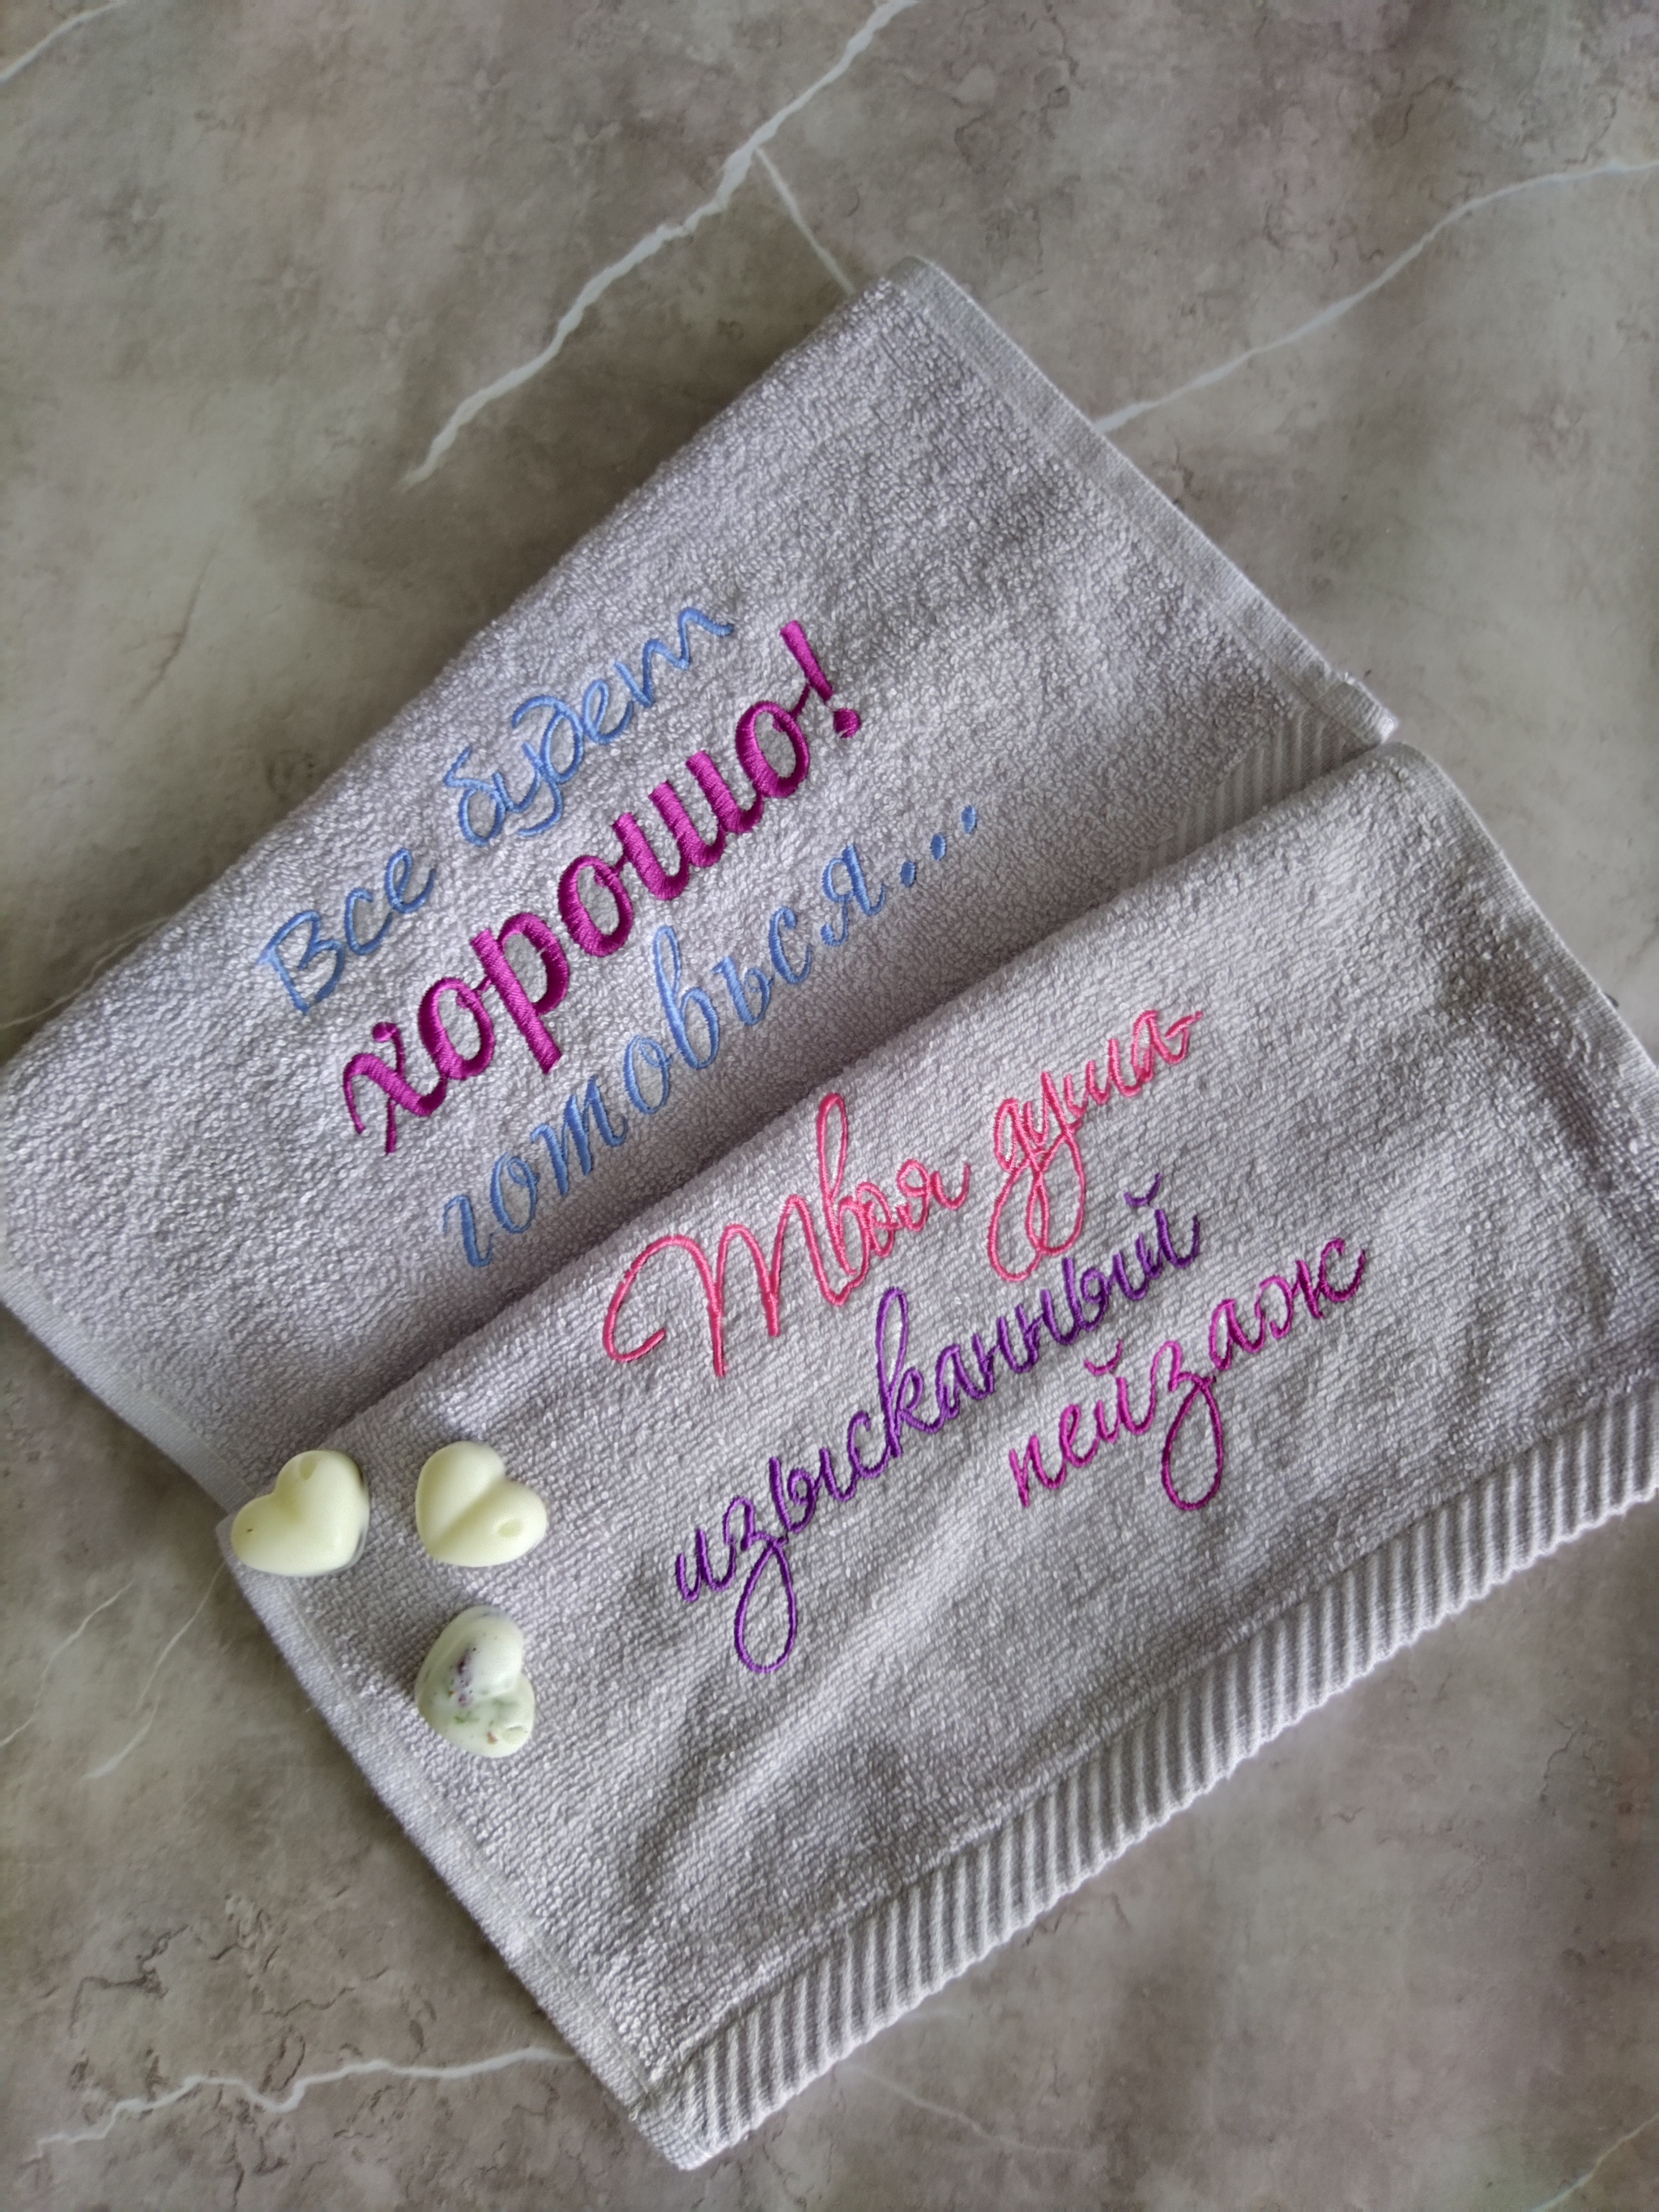 Все будет
хорошо!
готовься...
Твоя душа-
изысканный
пейзаж